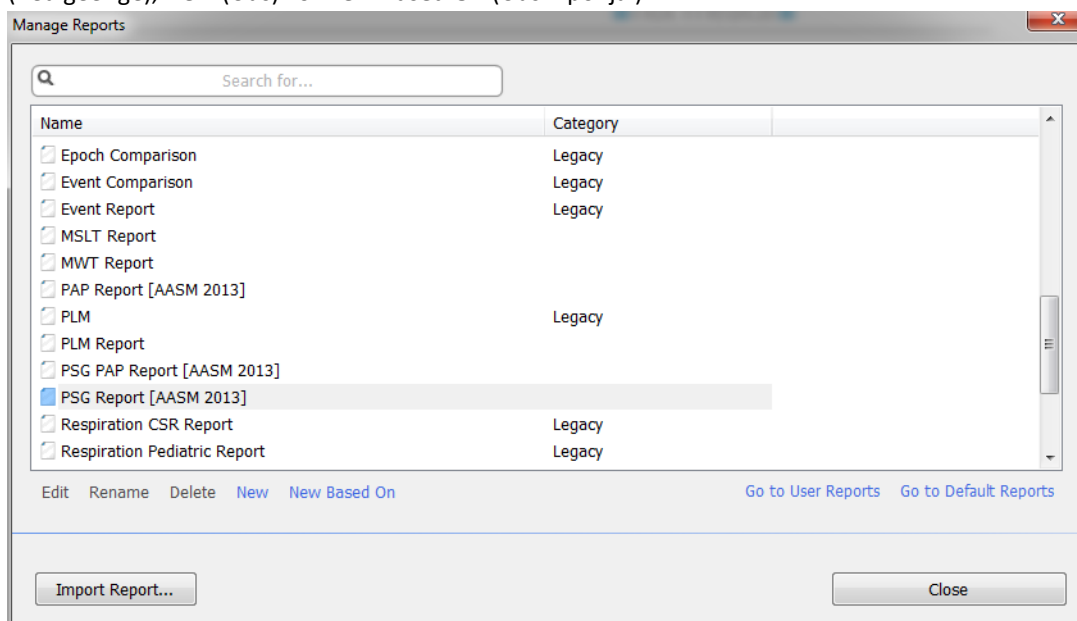 Manage Reports
Search for...
Name Category
Epoch Comparison Legacy
Event Comparison Legacy
Event Report Legacy
MSLT Report
MWT Report
PAP Report [AASM 2013]
PLM Legacy
PLM Report
PSG PAP Report [AASM 2013]
PSG Report [AASM 2013]
Respiration CSR Report Legacy
Respiration Pediatric Report Legacy
Edit Rename Delete New New Based On Go to User Reports Go to Default Reports
Import Report... Close